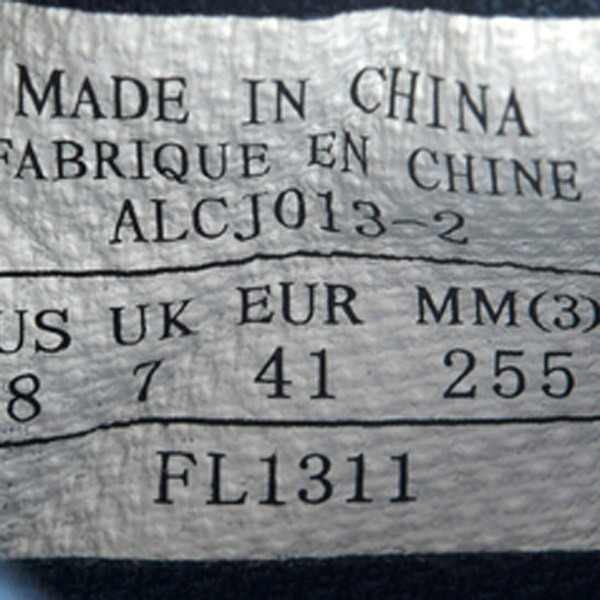 MADE IN CHINA
FABRIQUE EN CHINE
ALCJ013-2
US UK EUR MM(3)
8 7 41 255
FL1311